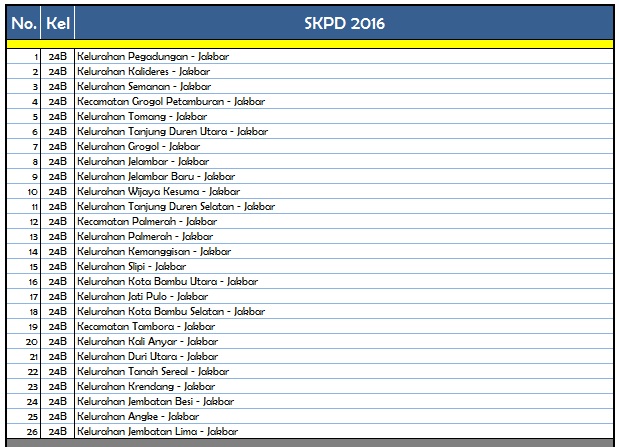 No. Kel SKPD 2016
1 24B Kelurahan Pegadungan - Jakbar
2 24B Kelurahan Kalideres - Jakbar
3 24B Kelurahan Semanan - Jakbar
4 24B Kecamatan Grogol Petamburan - Jakbar
5 24B Kelurahan Tomang - Jakbar
6 24B Kelurahan Tanjung Duren Utara - Jakbar
7 24B Kelurahan Grogol - Jakbar
8 24B Kelurahan Jelambar - Jakbar
9 24B Kelurahan Jelambar Baru - Jakbar
10 24B Kelurahan Wijaya Kesuma - Jakbar
11 24B Kelurahan Tanjung Duren Selatan - Jakbar
12 24B Kecamatan Palmerah - Jakbar
13 24B Kelurahan Palmerah - Jakbar
14 24B Kelurahan Kemanggisan - Jakbar
15 24B Kelurahan Slipi - Jakbar
16 24B Kelurahan Kota Bambu Utara - Jakbar
17 24B Kelurahan Jati Pulo - Jakbar
18 24B Kelurahan Kota Bambu Selatan - Jakbar
19 24B Kecamatan Tambora - Jakbar
20 24B Kelurahan Kali Anyar - Jakbar
21 24B Kelurahan Duri Utara - Jakbar
22 24B Kelurahan Tanah Sereal - Jakbar
23 24B Kelurahan Krendang - Jakbar
24 24B Kelurahan Jembatan Besi - Jakbar
25 24B Kelurahan Angke - Jakbar
26 24B Kelurahan Jembatan Lima - Jakbar